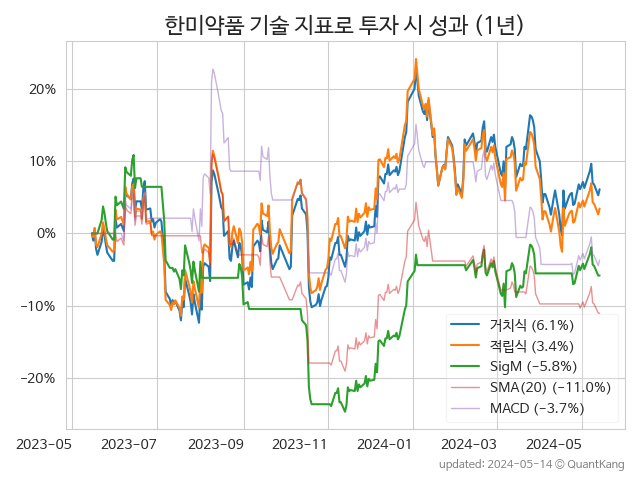 한미약품 기술 지표로 투자 시 성과 (1년)
20%
10%
0%
−10%
−20%
거치식 (6.1%)
적립식 (3.4%)
SigM (−5.8%)
SMA(20) (−11.0%)
MACD (−3.7%)
2023-05 2023-07 2023-09 2023-11 2024-01 2024-03 2024-05
updated: 2024-05-14 ⓒ QuantKang